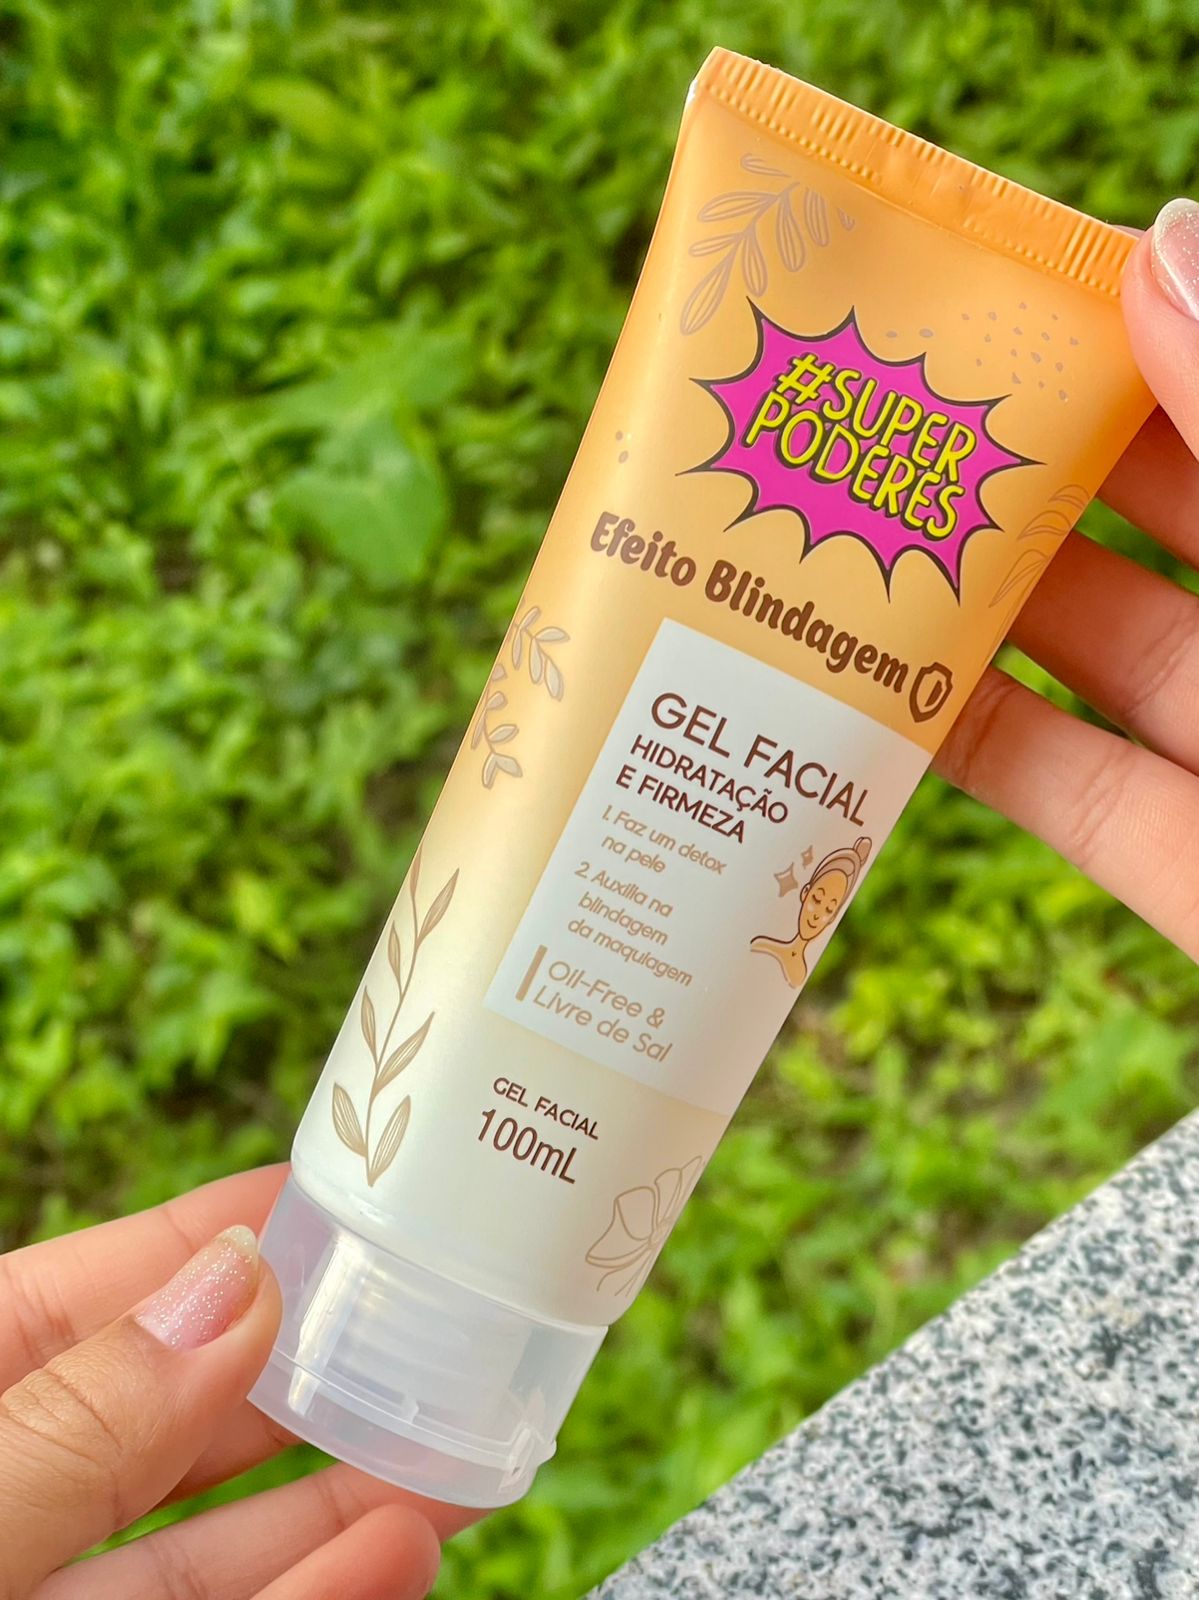 #SUPER
PODERES
Efeito Blindagem
GEL FACIAL
HIDRATAÇÃO
E FIRMEZA
1. Faz um detox
na pele
2. Auxilia na
blindagem
da maquiagem
Oil-Free &
Livre de Sal
GEL FACIAL
100mL